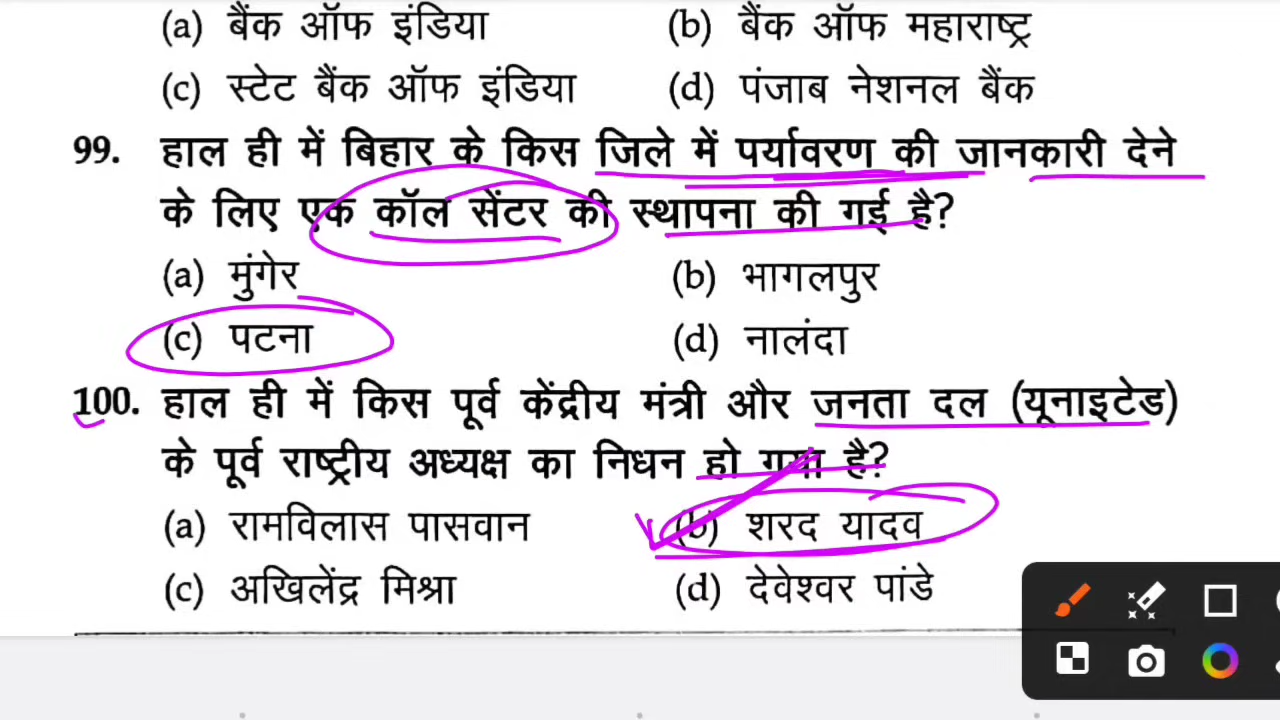 (a) बैंक ऑफ इंडिया (b) बैंक ऑफ महाराष्ट्र
(c) स्टेट बैंक ऑफ इंडिया (d) पंजाब नेशनल बैंक
99. हाल ही में बिहार के किस जिले में पर्यावरण की जानकारी देने
के लिए एक कॉल सेंटर की स्थापना की गई है?
(a) मुंगेर (b) भागलपुर
(c) पटना (d) नालंदा
100. हाल ही में किस पूर्व केंद्रीय मंत्री और जनता दल (यूनाइटेड)
के पूर्व राष्ट्रीय अध्यक्ष का निधन हो गया है?
(a) रामविलास पासवान (b) शरद यादव
(c) अखिलेंद्र मिश्रा (d) देवेश्वर पांडे